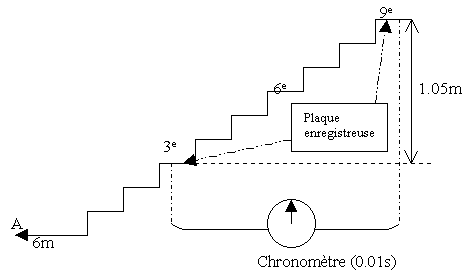 9e
1.05m
6e
Plaque
enregistreuse
3e
A
6m
Chronomètre (0.01s)